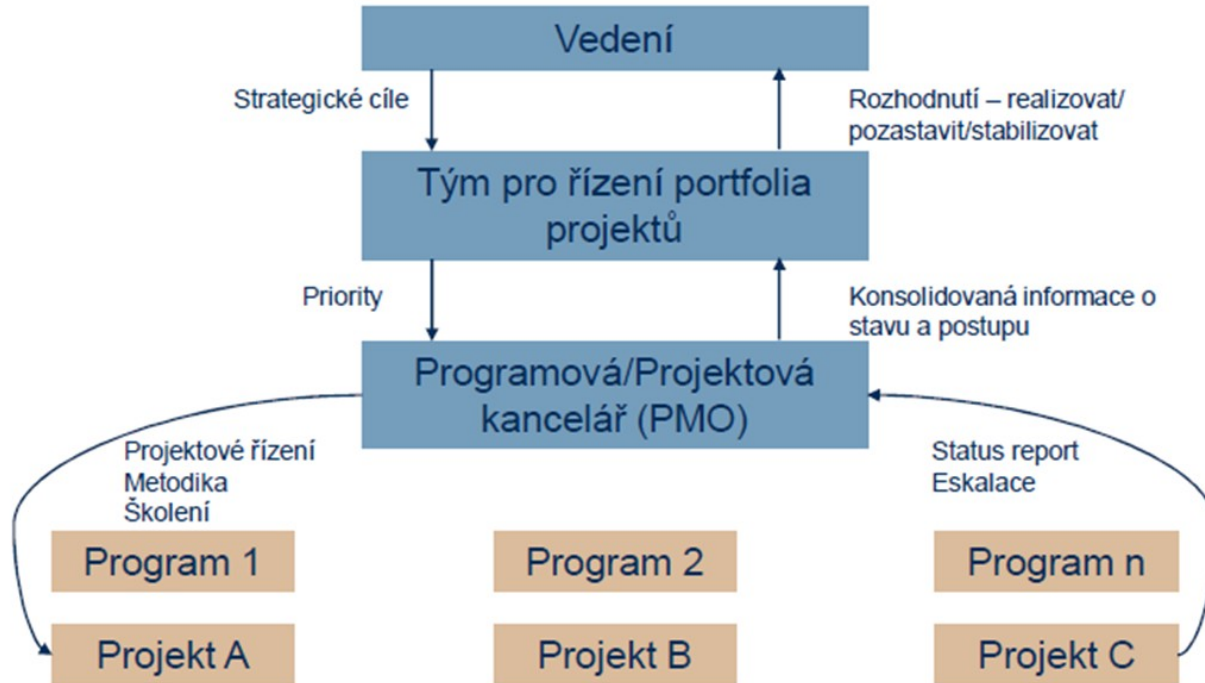 Vedení
Strategické cíle
Rozhodnutí – realizovat/
pozastavit/stabilizovat
Tým pro řízení portfolia
projektů
Priority
Konsolidovaná informace o
stavu a postupu
Programová/Projektová
kancelář (PMO)
Projektové řízení
Metodika
Školení
Status report
Eskalace
Program 1
Program 2
Program n
Projekt A
Projekt B
Projekt C